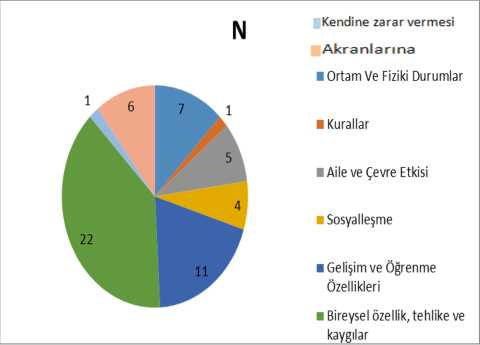 N
Kendine zarar vermesi
Akranlarına
Ortam Ve Fiziki Durumlar
Kurallar
Aile ve Çevre Etkisi
Sosyalleşme
Gelişim ve Öğrenme
Özellikleri
Bireysel özellik, tehlike ve
kaygılar
1
6
7
1
5
4
11
22